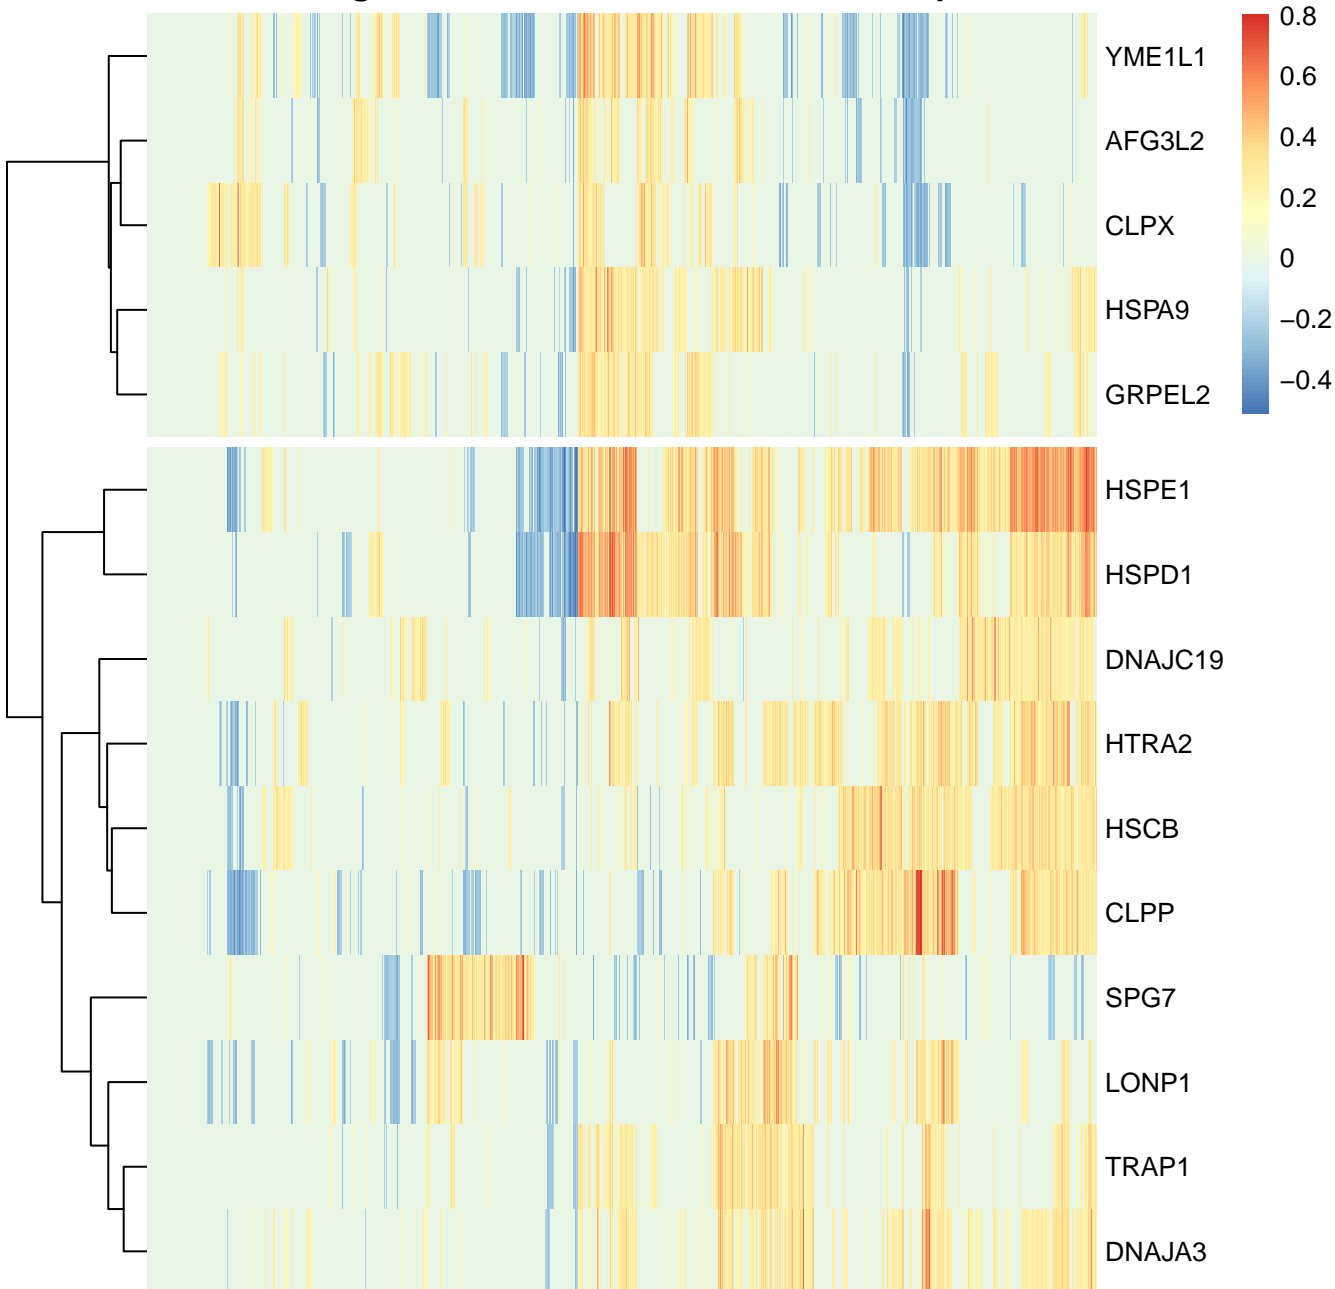 YME1L1
AFG3L2
CLPX
HSPA9
GRPEL2
HSPE1
HSPD1
DNAJC19
HTRA2
HSCB
CLPP
SPG7
LONP1
TRAP1
DNAJA3
0.8
0.6
0.4
0.2
0
−0.2
−0.4